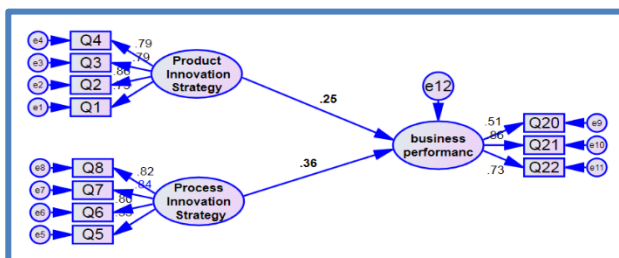 e4
Q4
.79
e3
Q3
.79
e2
Q2
.86
e1
Q1
Product
Innovation
Strategy
.25
e12
business
performanc
.51
Q20
e9
.86
Q21
e10
.73
Q22
e11
.36
e8
Q8
.82
e7
Q7
.84
e6
Q6
.80
e5
Q5
Process
Innovation
Strategy